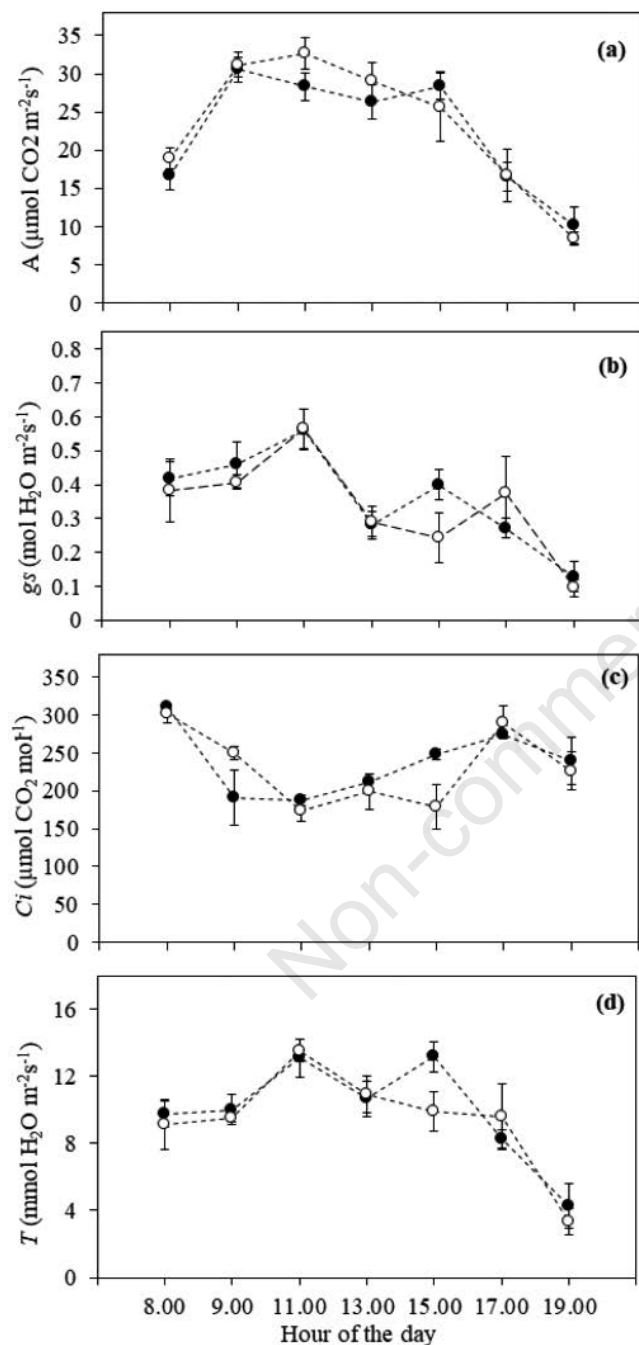 35
30
25
20
15
10
5
0
A (µmol CO2 m⁻²s⁻¹)
(a)
0.8
0.7
0.6
0.5
0.4
0.3
0.2
0.1
0
gs (mol H₂O m⁻²s⁻¹)
(b)
350
300
250
200
150
100
50
0
Ci (µmol CO₂ mol⁻¹)
(c)
16
12
8
4
0
T (mmol H₂O m⁻²s⁻¹)
(d)
8.00 9.00 11.00 13.00 15.00 17.00 19.00
Hour of the day
Non-commer